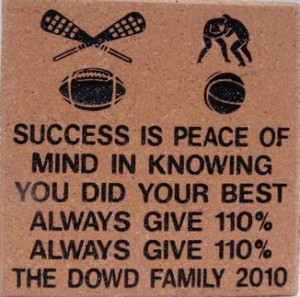 SUCCESS IS PEACE OF
MIND IN KNOWING
YOU DID YOUR BEST
ALWAYS GIVE 110%
ALWAYS GIVE 110%
THE DOWD FAMILY 2010